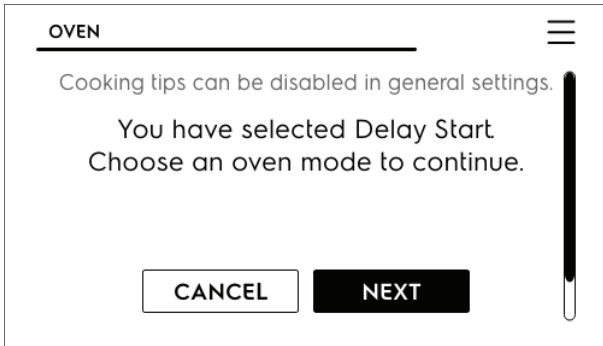 OVEN
Cooking tips can be disabled in general settings.
You have selected Delay Start.
Choose an oven mode to continue.
CANCEL
NEXT